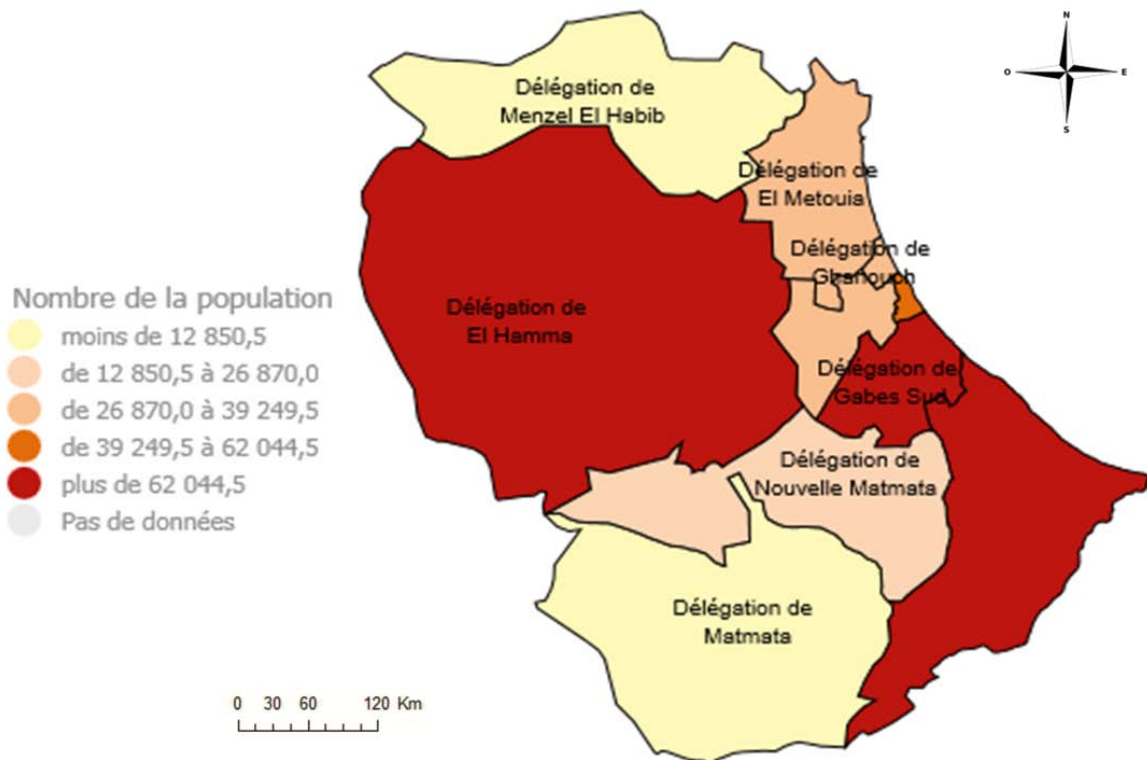 N
O E
S
Délégation de
Menzel El Habib
Délégation de
El Metouia
Délégation de
Ghanouch
Délégation de
El Hamma
Délégation de
Gabes Sud
Délégation de
Nouvelle Matmata
Délégation de
Matmata
Nombre de la population
moins de 12 850,5
de 12 850,5 à 26 870,0
de 26 870,0 à 39 249,5
de 39 249,5 à 62 044,5
plus de 62 044,5
Pas de données
0 30 60 120 Km